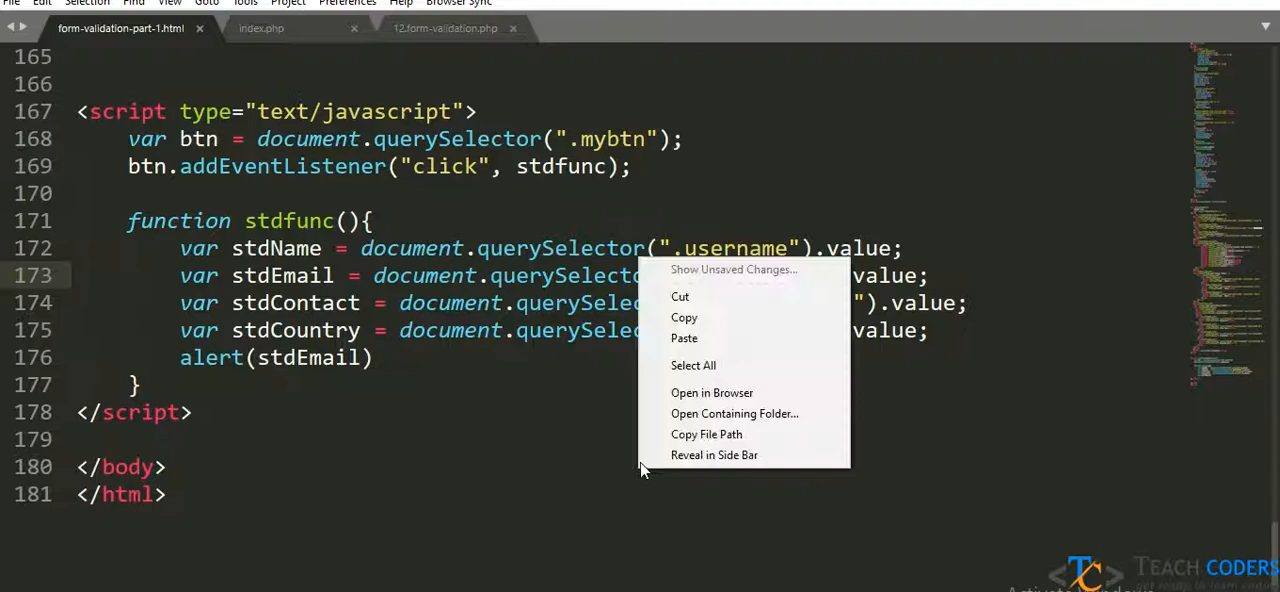 File Edit Selection Find View Goto Tools Project Preferences Help Browser Sync
form-validation-part-1.html × index.php × 12.form-validation.php ×
165
166
167 <script type="text/javascript">
168 var btn = document.querySelector(".mybtn");
169 btn.addEventListener("click", stdfunc);
170
171 function stdfunc(){
172 var stdName = document.querySelector(".username").value;
173 var stdEmail = document.querySelecto value;
174 var stdContact = document.querySelec ").value;
175 var stdCountry = document.querySelec value;
176 alert(stdEmail)
177 }
178 </script>
179
180 </body>
181 </html>
Show Unsaved Changes...
Cut
Copy
Paste
Select All
Open in Browser
Open Containing Folder...
Copy File Path
Reveal in Side Bar
TEACH CODERS